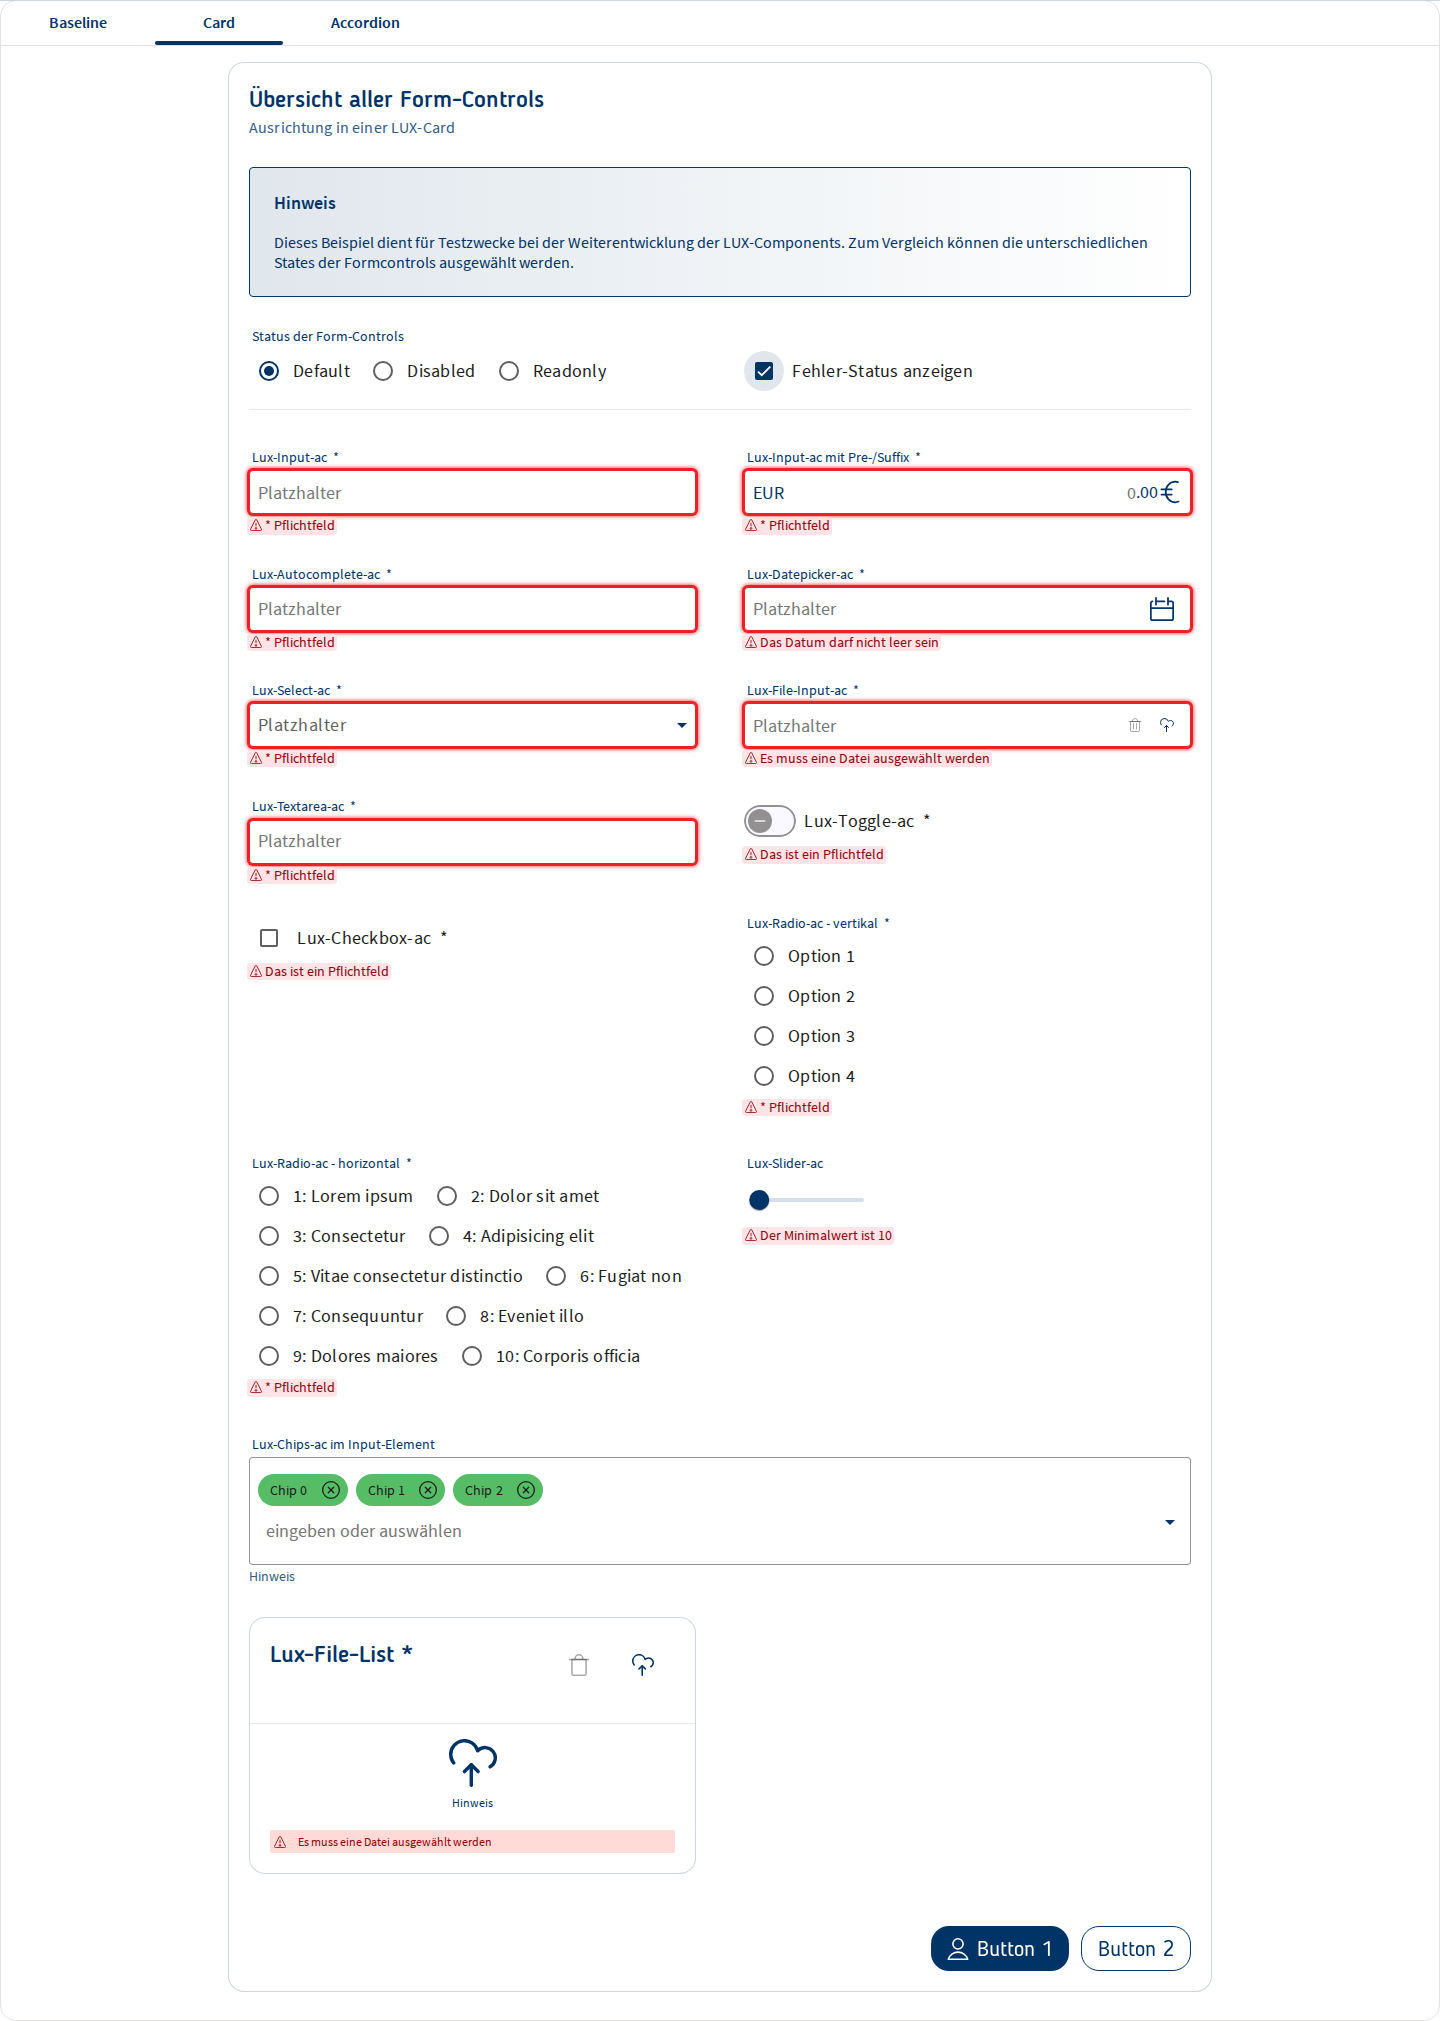 Baseline Card Accordion
Übersicht aller Form-Controls
Ausrichtung in einer LUX-Card
Hinweis
Dieses Beispiel dient für Testzwecke bei der Weiterentwicklung der LUX-Components. Zum Vergleich können die unterschiedlichen
States der Formcontrols ausgewählt werden.
Status der Form-Controls
Default Disabled Readonly Fehler-Status anzeigen
Lux-Input-ac * Lux-Input-ac mit Pre-/Suffix *
Platzhalter EUR 0.00
* Pflichtfeld * Pflichtfeld
Lux-Autocomplete-ac * Lux-Datepicker-ac *
Platzhalter Platzhalter
* Pflichtfeld Das Datum darf nicht leer sein
Lux-Select-ac * Lux-File-Input-ac *
Platzhalter Platzhalter
* Pflichtfeld Es muss eine Datei ausgewählt werden
Lux-Textarea-ac *
Platzhalter Lux-Toggle-ac *
* Pflichtfeld Das ist ein Pflichtfeld
Lux-Checkbox-ac *
Das ist ein Pflichtfeld
Lux-Radio-ac - vertikal *
Option 1
Option 2
Option 3
Option 4
* Pflichtfeld
Lux-Radio-ac - horizontal *
1: Lorem ipsum 2: Dolor sit amet
3: Consectetur 4: Adipisicing elit
5: Vitae consectetur distinctio 6: Fugiat non
7: Consequuntur 8: Eveniet illo
9: Dolores maiores 10: Corporis officia
* Pflichtfeld
Lux-Slider-ac
Der Minimalwert ist 10
Lux-Chips-ac im Input-Element
Chip 0 Chip 1 Chip 2
eingeben oder auswählen
Hinweis
Lux-File-List *
Hinweis
Es muss eine Datei ausgewählt werden
Button 1 Button 2